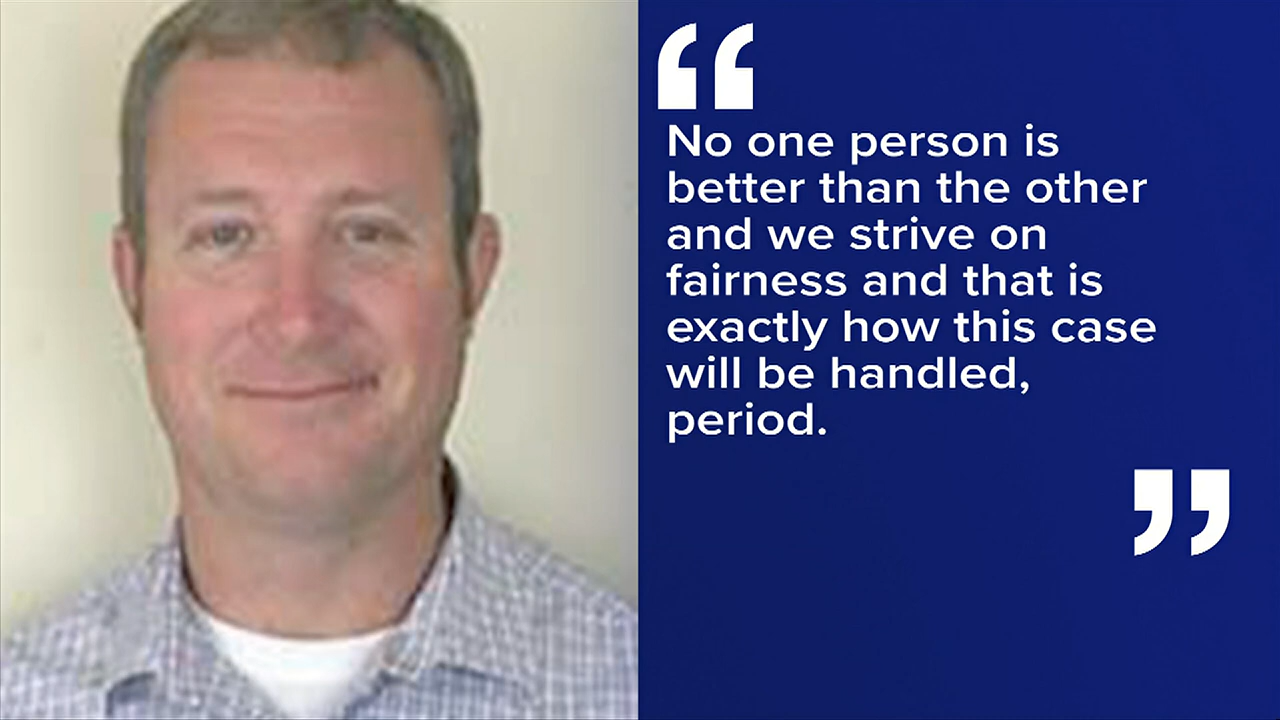 “
No one person is
better than the other
and we strive on
fairness and that is
exactly how this case
will be handled,
period.
”